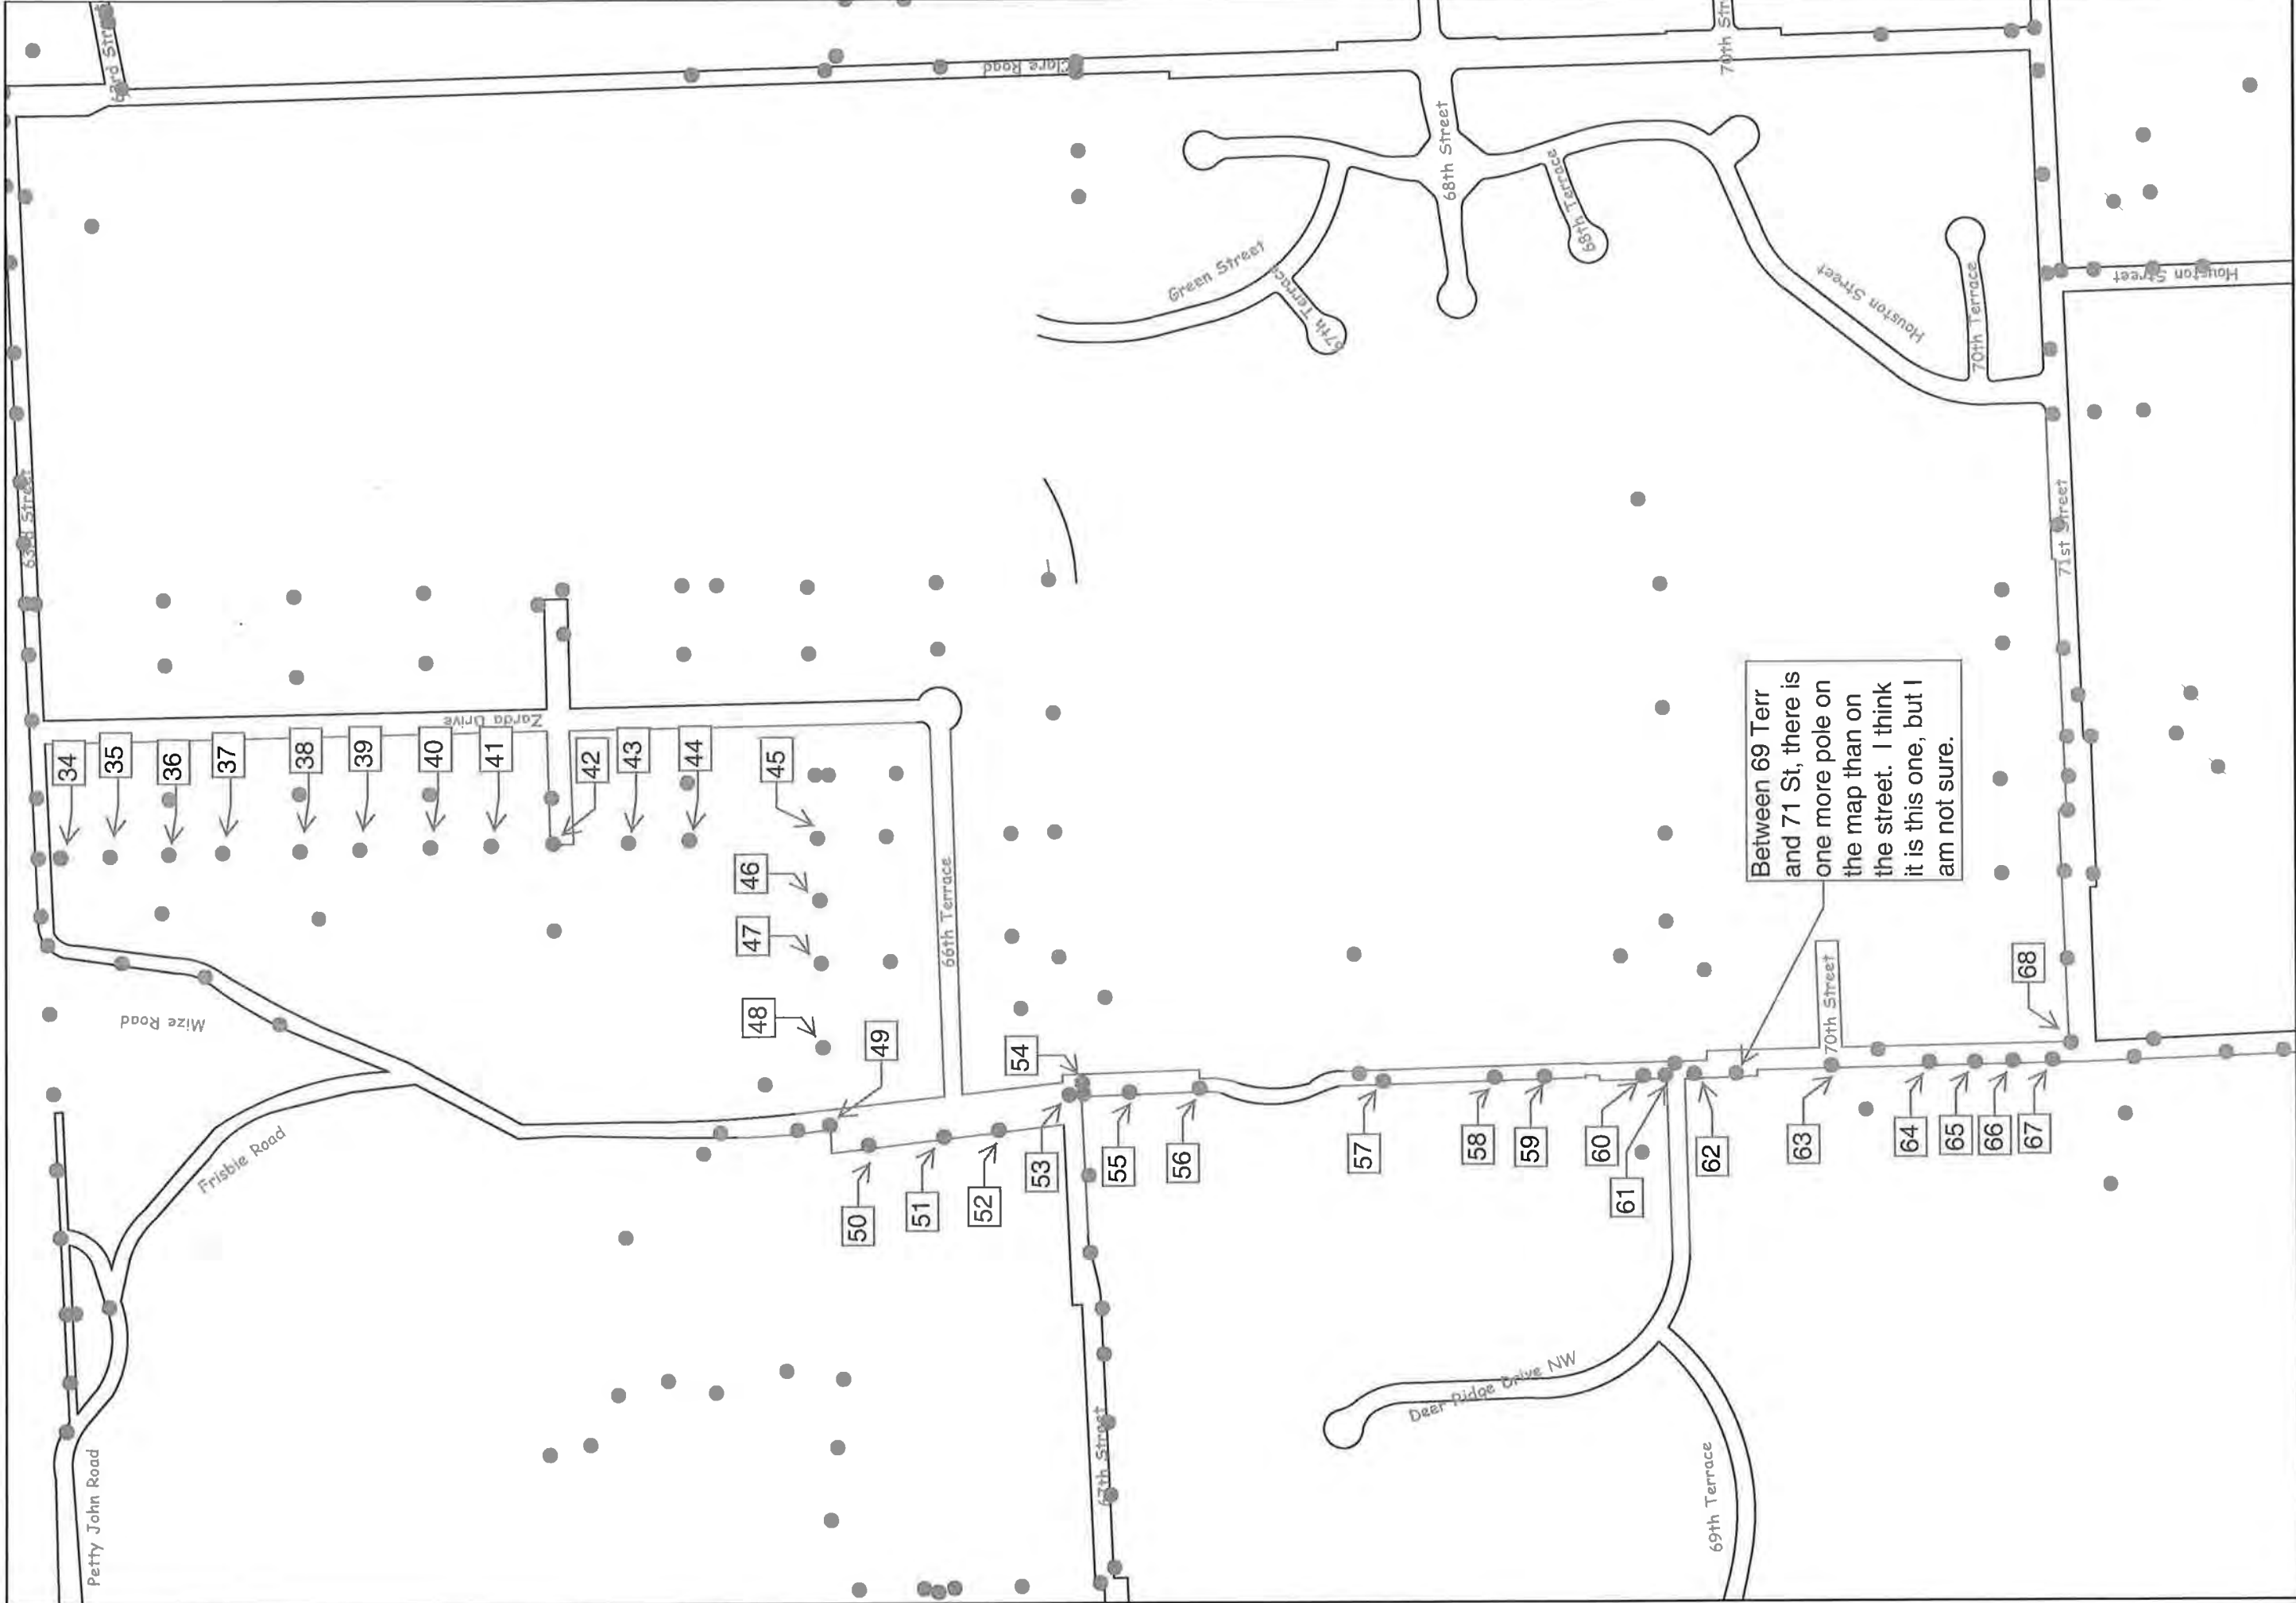 63rd Street
Clare Road
70th Str
63rd Street
68th Street
68th Terrace
Green Street
67th Terrace
Houston Street
70th Terrace
Houston Street
71st Street
Zarda Drive
34
35
36
37
38
39
40
41
42
43
44
45
46
47
48
49
66th Terrace
Mize Road
Frisbie Road
Petty John Road
50
51
52
53
54
55
56
57
58
59
60
61
62
63
64
65
66
67
68
Between 69 Terr
and 71 St, there is
one more pole on
the map than on
the street. I think
it is this one, but I
am not sure.
70th Street
67th Street
Deer Ridge Drive NW
69th Terrace